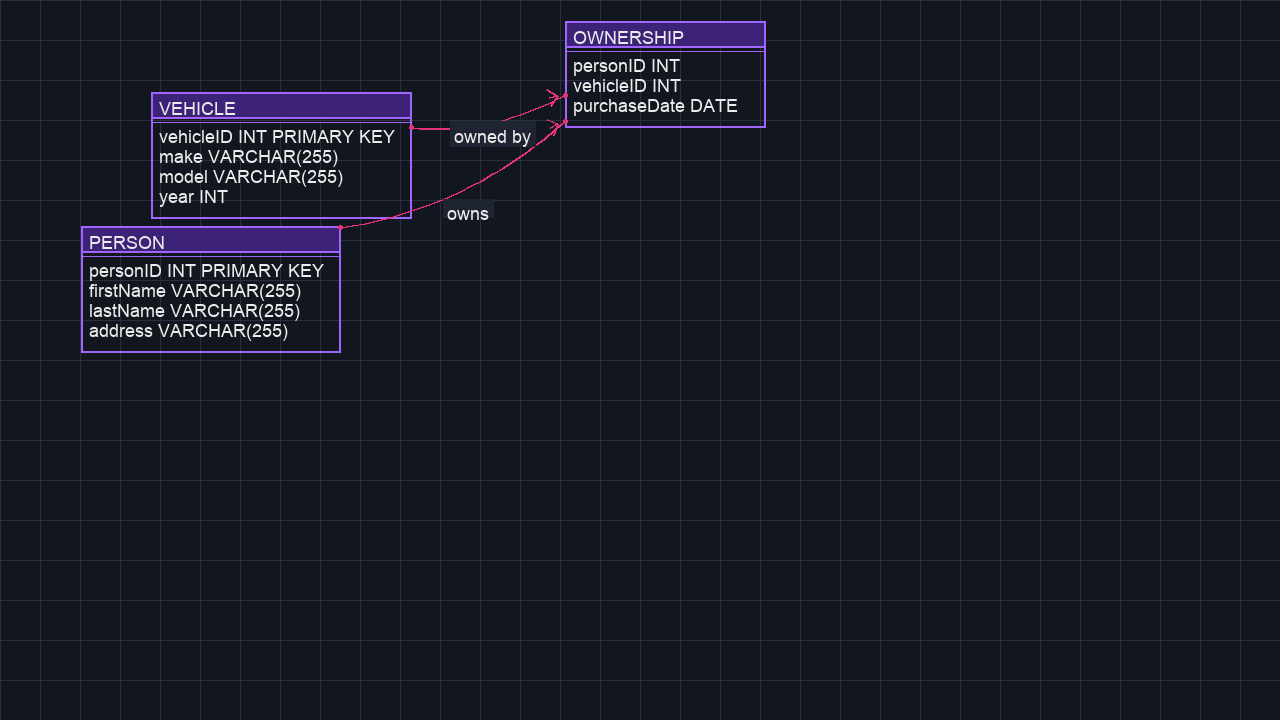 OWNERSHIP
personID INT
vehicleID INT
purchaseDate DATE
VEHICLE
vehicleID INT PRIMARY KEY
make VARCHAR(255)
model VARCHAR(255)
year INT
owned by
owns
PERSON
personID INT PRIMARY KEY
firstName VARCHAR(255)
lastName VARCHAR(255)
address VARCHAR(255)